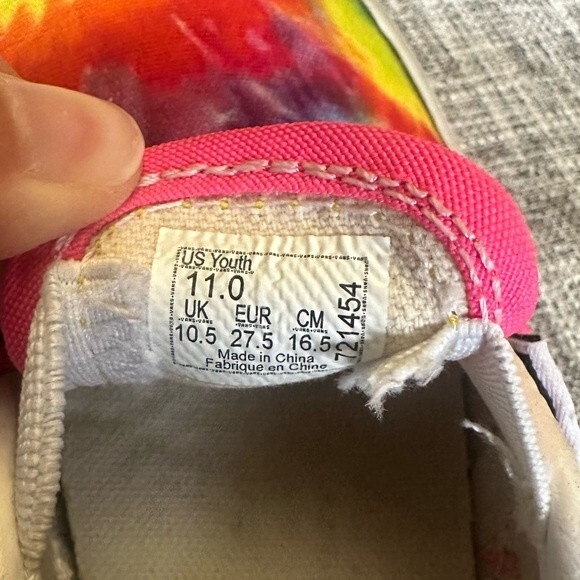 US Youth
11.0
UK EUR CM
10.5 27.5 16.5
Made in China
Fabrique en Chine
721454